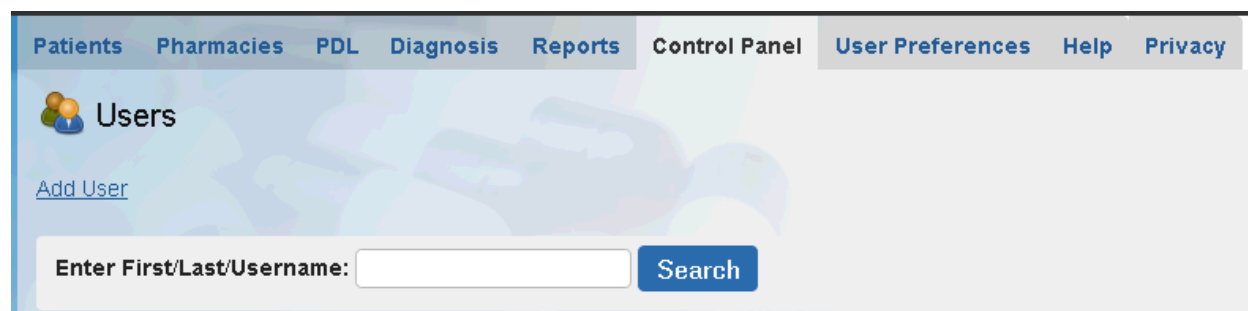 Patients Pharmacies PDL Diagnosis Reports Control Panel User Preferences Help Privacy
Users
Add User
Enter First/Last/Username: Search